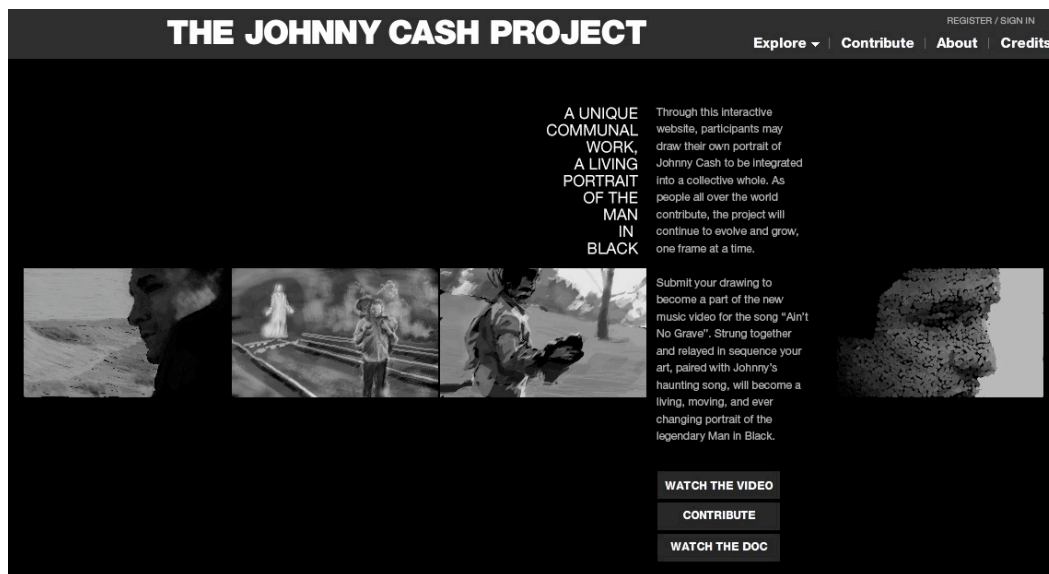 THE JOHNNY CASH PROJECT
REGISTER / SIGN IN
Explore
Contribute
About
Credits
A UNIQUE
COMMUNAL
WORK,
A LIVING
PORTRAIT
OF THE
MAN
IN
BLACK
Through this interactive
website, participants may
draw their own portrait of
Johnny Cash to be integrated
into a collective whole. As
people all over the world
contribute, the project will
continue to evolve and grow,
one frame at a time.
Submit your drawing to
become a part of the new
music video for the song “Ain’t
No Grave”. Strung together
and relayed in sequence your
art, paired with Johnny’s
haunting song, will become a
living, moving, and ever
changing portrait of the
legendary Man in Black.
WATCH THE VIDEO
CONTRIBUTE
WATCH THE DOC